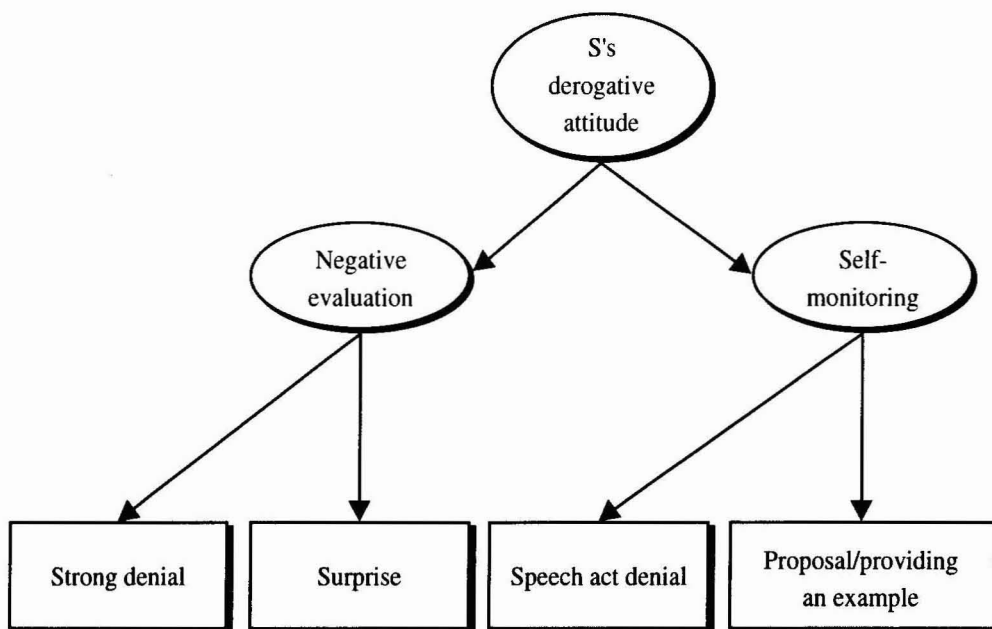 S's
derogative
attitude
Negative
evaluation
Self-
monitoring
Strong denial
Surprise
Speech act denial
Proposal/providing
an example